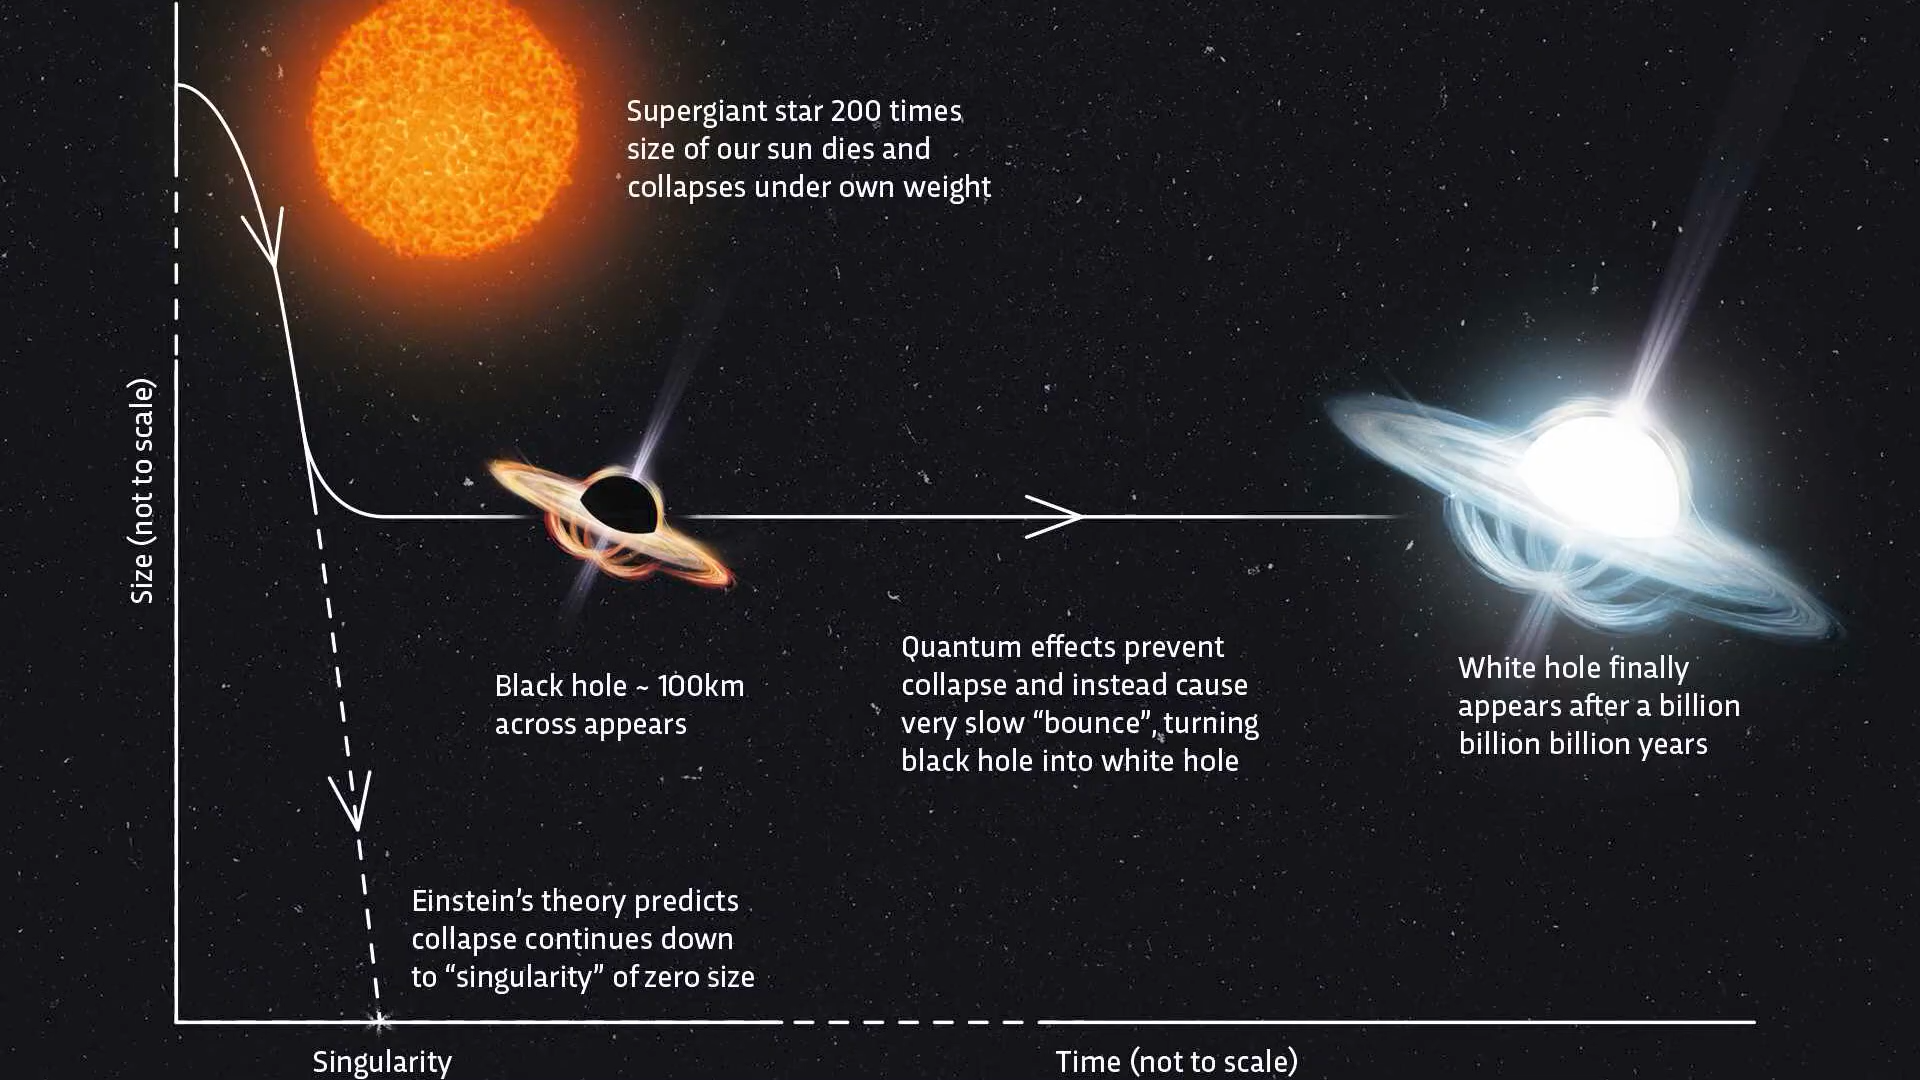 Supergiant star 200 times
size of our sun dies and
collapses under own weight
Size (not to scale)
Black hole ~ 100km
across appears
Quantum effects prevent
collapse and instead cause
very slow “bounce”, turning
black hole into white hole
White hole finally
appears after a billion
billion billion years
Einstein’s theory predicts
collapse continues down
to “singularity” of zero size
Singularity
Time (not to scale)